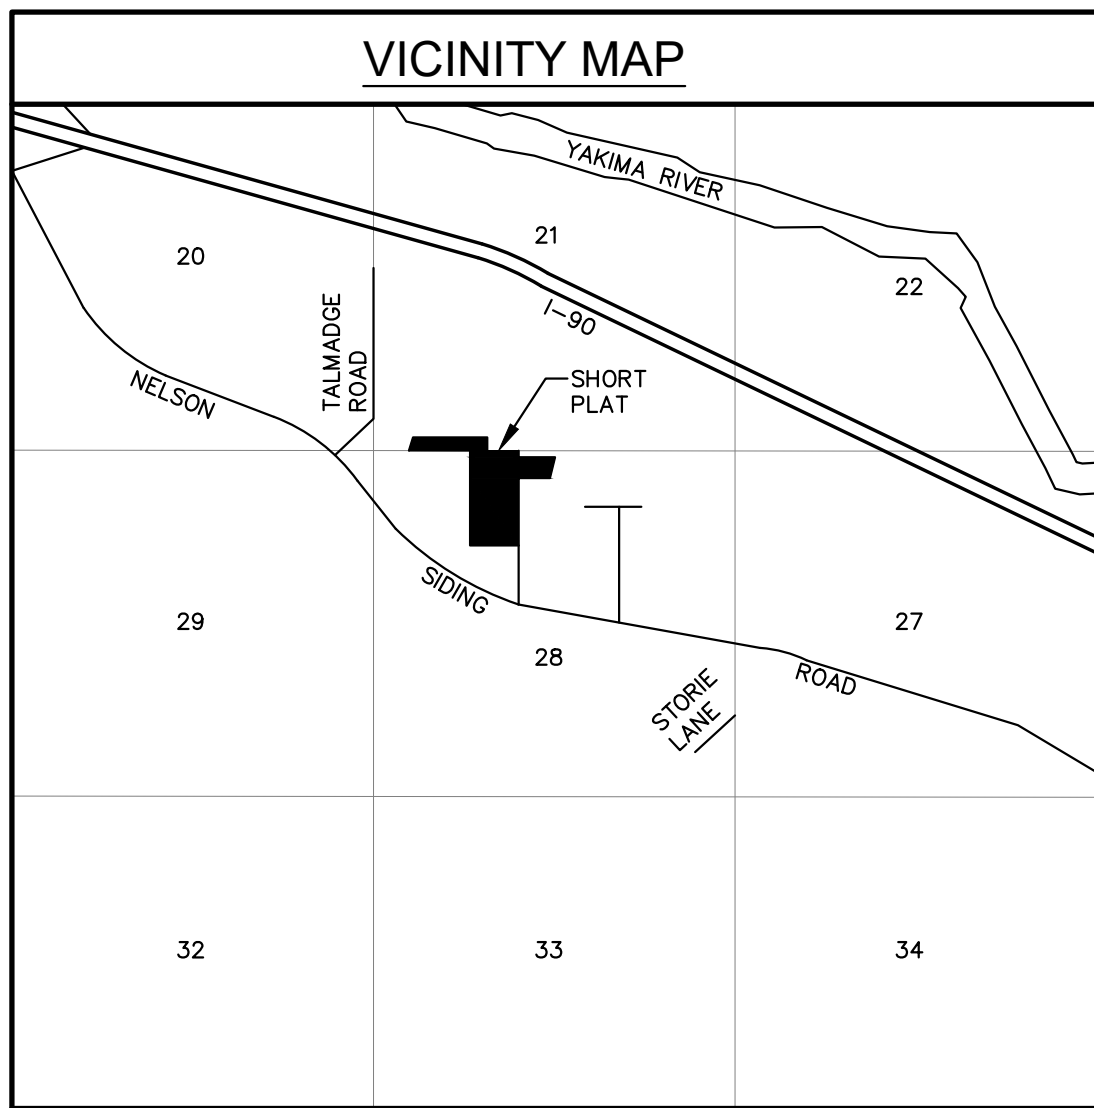 VICINITY MAP
YAKIMA RIVER
20
21
22
I-90
TALMADGE
ROAD
NELSON
SHORT
PLAT
SIDING
29
28
27
ROAD
STORIE
LANE
32
33
34